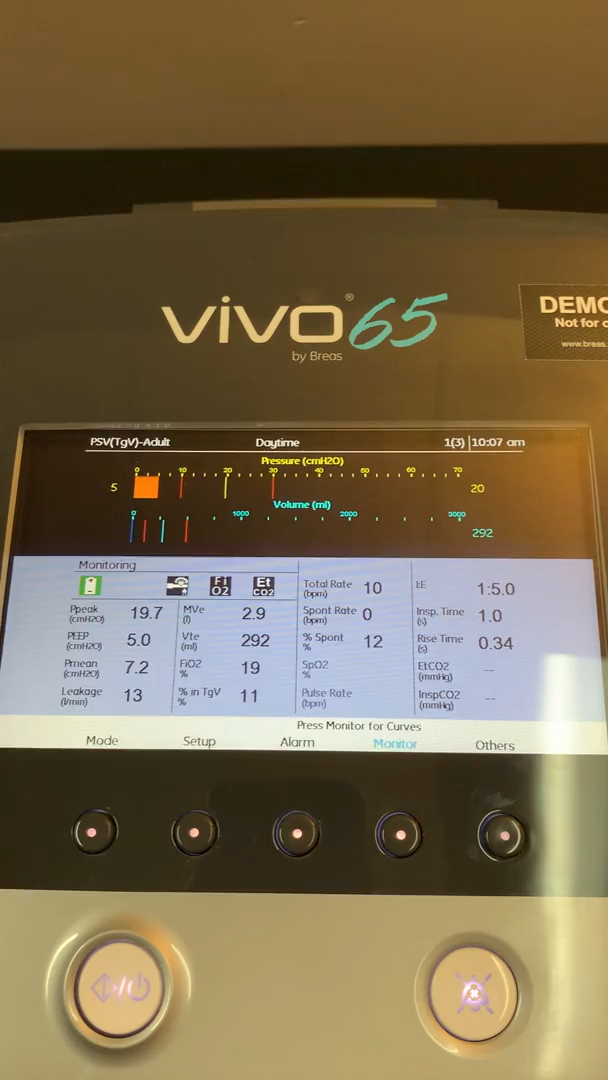 vivo®65
by Breas
DEMO
Not for
www.breas.
PSV(TgV)-Adult Daytime 1(3) 10:07 am
Pressure (cmH2O)
0 10 20 30 40 50 60 70
5 20
Volume (ml)
0 1000 2000 3000
292
Monitoring
FI O2 Et CO2
Ppeak (cmH2O) 19.7 MVe (l) 2.9 Total Rate (bpm) 10 I:E 1:5.0
PEEP (cmH2O) 5.0 Vte (ml) 292 Spont Rate (bpm) 0 Insp. Time (s) 1.0
Pmean (cmH2O) 7.2 FiO2 % 19 % Spont % 12 Rise Time (s) 0.34
Leakage (l/min) 13 % in TgV % 11 SpO2 % EtCO2 (mmHg) --
Pulse Rate (bpm) InspCO2 (mmHg) --
Press Monitor for Curves
Mode Setup Alarm Monitor Others